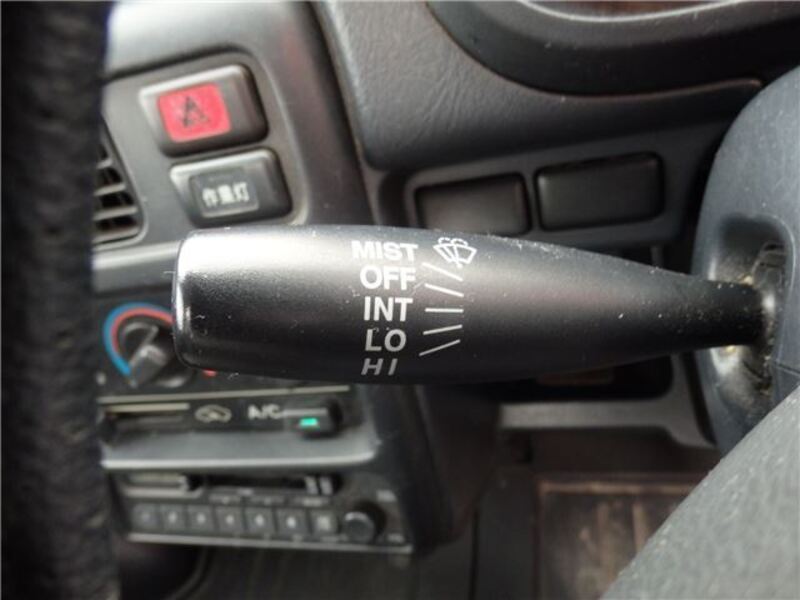 作業灯
MIST
OFF
INT
LO
HI
A/C